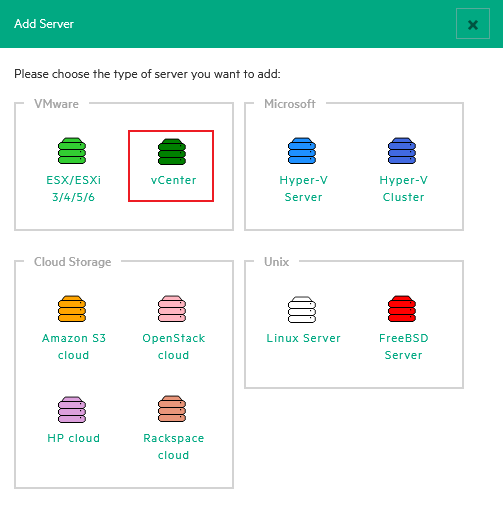 Add Server
Please choose the type of server you want to add:
VMware
ESX/ESXi
3/4/5/6
vCenter
Microsoft
Hyper-V
Server
Hyper-V
Cluster
Cloud Storage
Amazon S3
cloud
OpenStack
cloud
HP cloud
Rackspace
cloud
Unix
Linux Server
FreeBSD
Server